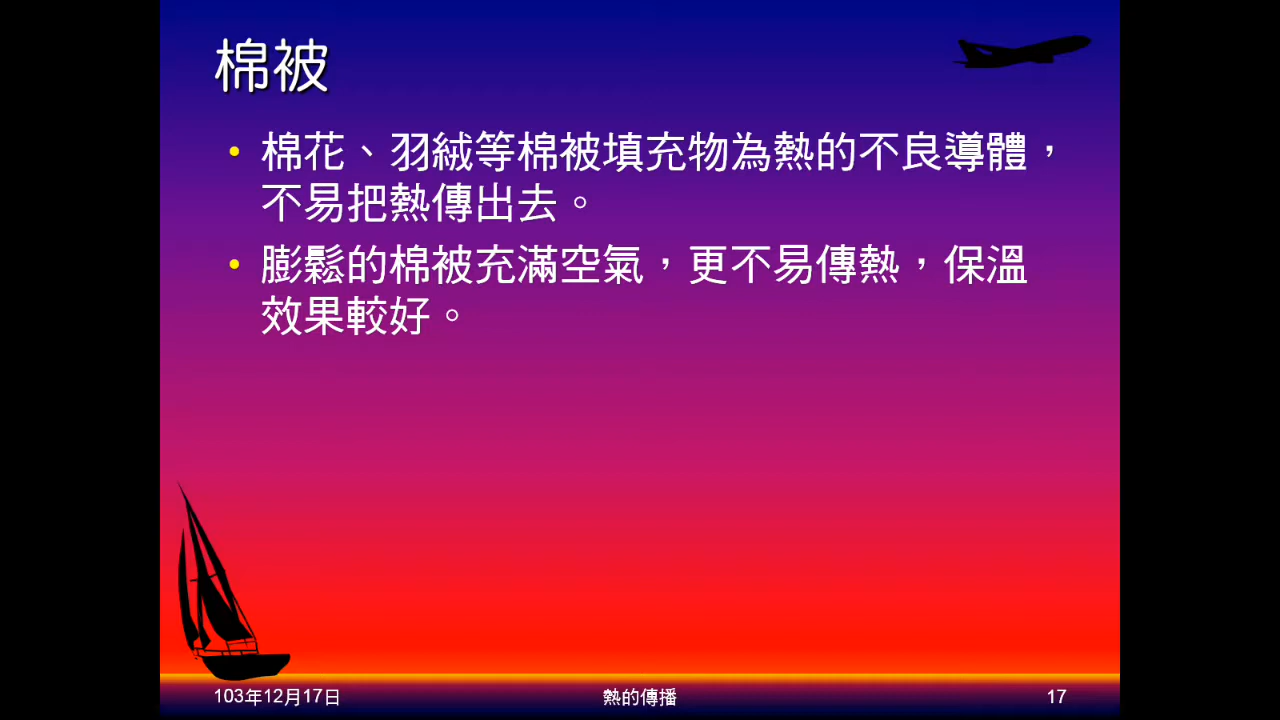 棉被
• 棉花、羽絨等棉被填充物為熱的不良導體，
不易把熱傳出去。
• 膨鬆的棉被充滿空氣，更不易傳熱，保溫
效果較好。
103年12月17日
熱的傳播
17